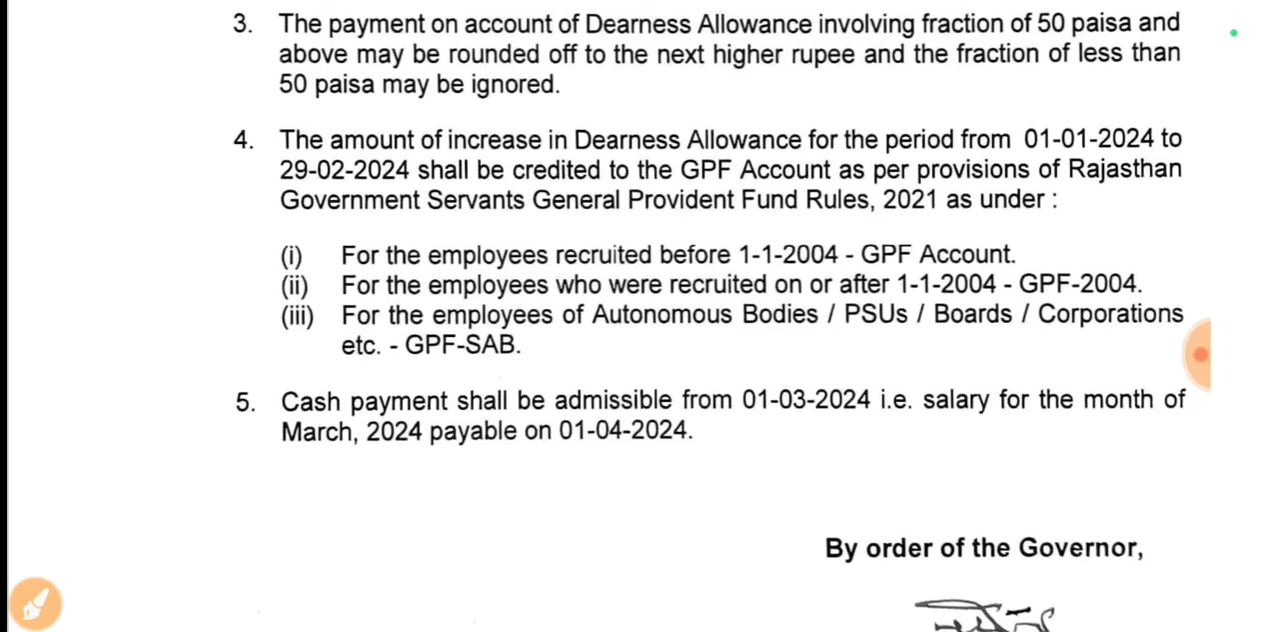 3. The payment on account of Dearness Allowance involving fraction of 50 paisa and
above may be rounded off to the next higher rupee and the fraction of less than
50 paisa may be ignored.
4. The amount of increase in Dearness Allowance for the period from 01-01-2024 to
29-02-2024 shall be credited to the GPF Account as per provisions of Rajasthan
Government Servants General Provident Fund Rules, 2021 as under :
(i) For the employees recruited before 1-1-2004 - GPF Account.
(ii) For the employees who were recruited on or after 1-1-2004 - GPF-2004.
(iii) For the employees of Autonomous Bodies / PSUs / Boards / Corporations
etc. - GPF-SAB.
5. Cash payment shall be admissible from 01-03-2024 i.e. salary for the month of
March, 2024 payable on 01-04-2024.
By order of the Governor,